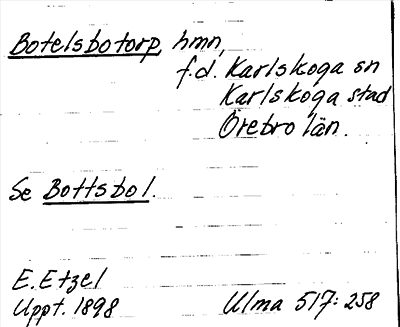 Botelsbotorp, hmn,
f.d. Karlskoga sn
Karlskoga stad
Örebro län.
Se Bottsbol.
E. Etzel
Uppt. 1898 Ulma 517:258